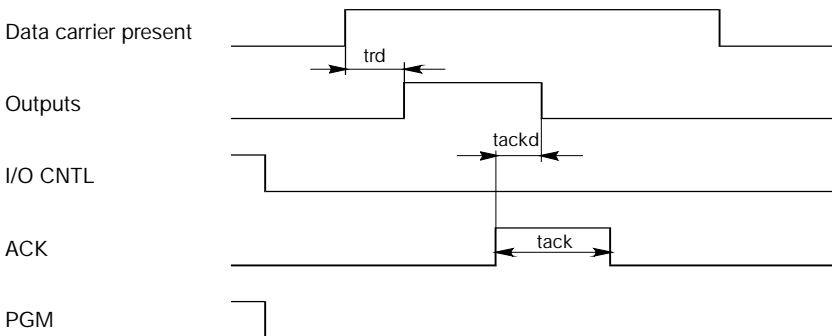 Data carrier present
trd
Outputs
tackd
I/O CNTL
ACK
tack
PGM